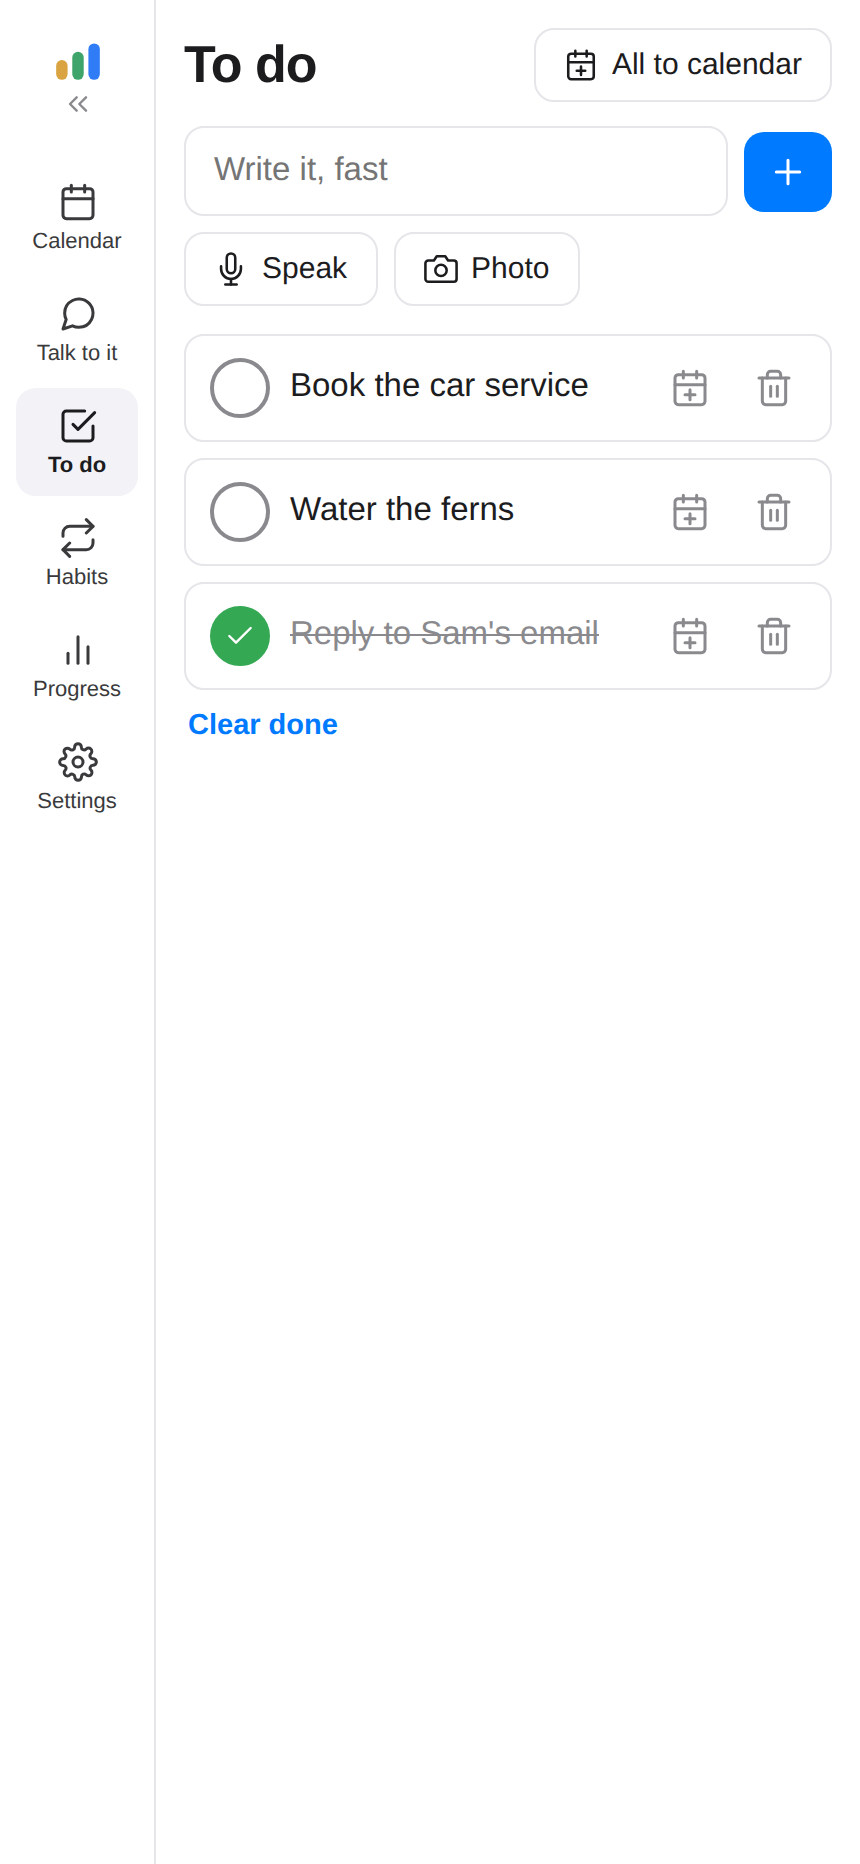 Calendar
Talk to it
To do
Habits
Progress
Settings
To do
All to calendar
Write it, fast
Speak
Photo
Book the car service
Water the ferns
Reply to Sam's email
Clear done